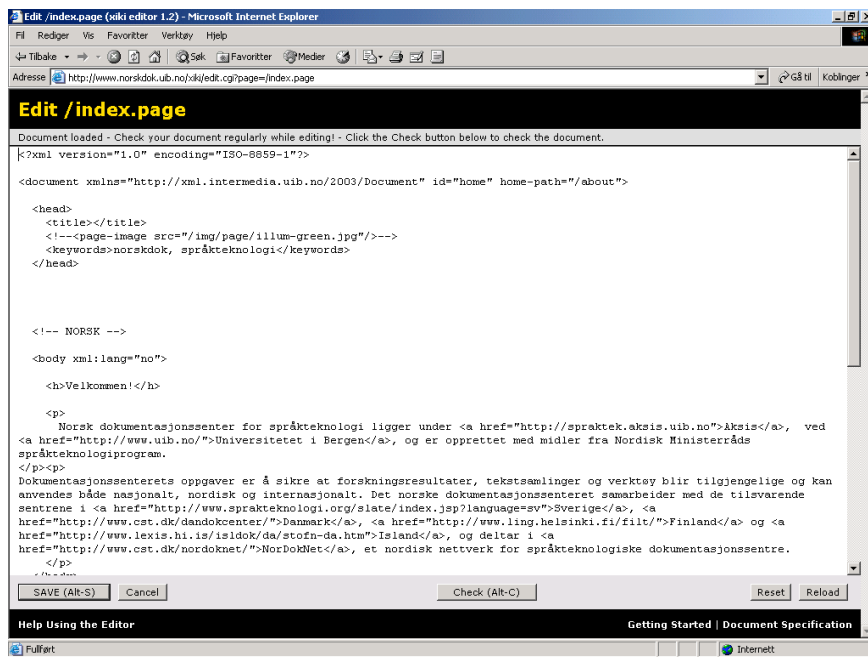 Edit /index.page (xiki editor 1.2) - Microsoft Internet Explorer
Fil Rediger Vis Favoritter Verktøy Hjelp
Tilbake Søk Favoritter Medier
Adresse http://www.norskdok.uib.no/xiki/edit.cgi?page=/index.page Gå til Koblinger
Edit /index.page
Document loaded - Check your document regularly while editing! - Click the Check button below to check the document.
<?xml version="1.0" encoding="ISO-8859-1"?>
<document xmlns="http://xml.intermedia.uib.no/2003/Document" id="home" home-path="/about">
<head>
<title></title>
<!--<page-image src="/img/page/illum-green.jpg"/>-->
<keywords>norskdok, språkteknologi</keywords>
</head>
<!-- NORSK -->
<body xml:lang="no">
<h>Velkommen!</h>
<p>
Norsk dokumentasjonssenter for språkteknologi ligger under <a href="http://spraktek.aksis.uib.no">Aksis</a>, ved
<a href="http://www.uib.no/">Universitetet i Bergen</a>, og er opprettet med midler fra Nordisk Ministerråds
språkteknologiprogram.
</p><p>
Dokumentasjonssenterets oppgaver er å sikre at forskningsresultater, tekstsamlinger og verktøy blir tilgjengelige og kan
anvendes både nasjonalt, nordisk og internasjonalt. Det norske dokumentasjonssenteret samarbeider med de tilsvarende
sentrene i <a href="http://www.sprakteknologi.org/slate/index.jsp?language=sv">Sverige</a>, <a
href="http://www.cst.dk/dandokcenter/">Danmark</a>, <a href="http://www.ling.helsinki.fi/filt/">Finland</a> og <a
href="http://www.lexis.hi.is/isldok/da/stofn-da.htm">Island</a>, og deltar i <a
href="http://www.cst.dk/nordoknet/">NorDokNet</a>, et nordisk nettverk for språkteknologiske dokumentasjonssentre.
</p>
</body>
SAVE (Alt-S) Cancel Check (Alt-C) Reset Reload
Help Using the Editor Getting Started | Document Specification
Fullført Internett